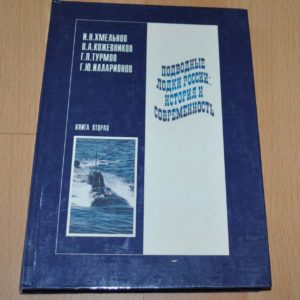 И.Н.ХМЕЛЬНОВ
В.А.КОЖЕВНИКОВ
Г.П.ТУРМОВ
Г.Ю.ИЛЛАРИОНОВ
КНИГА ВТОРАЯ
ПОДВОДНЫЕ
ЛОДКИ РОССИИ:
ИСТОРИЯ И
СОВРЕМЕННОСТЬ